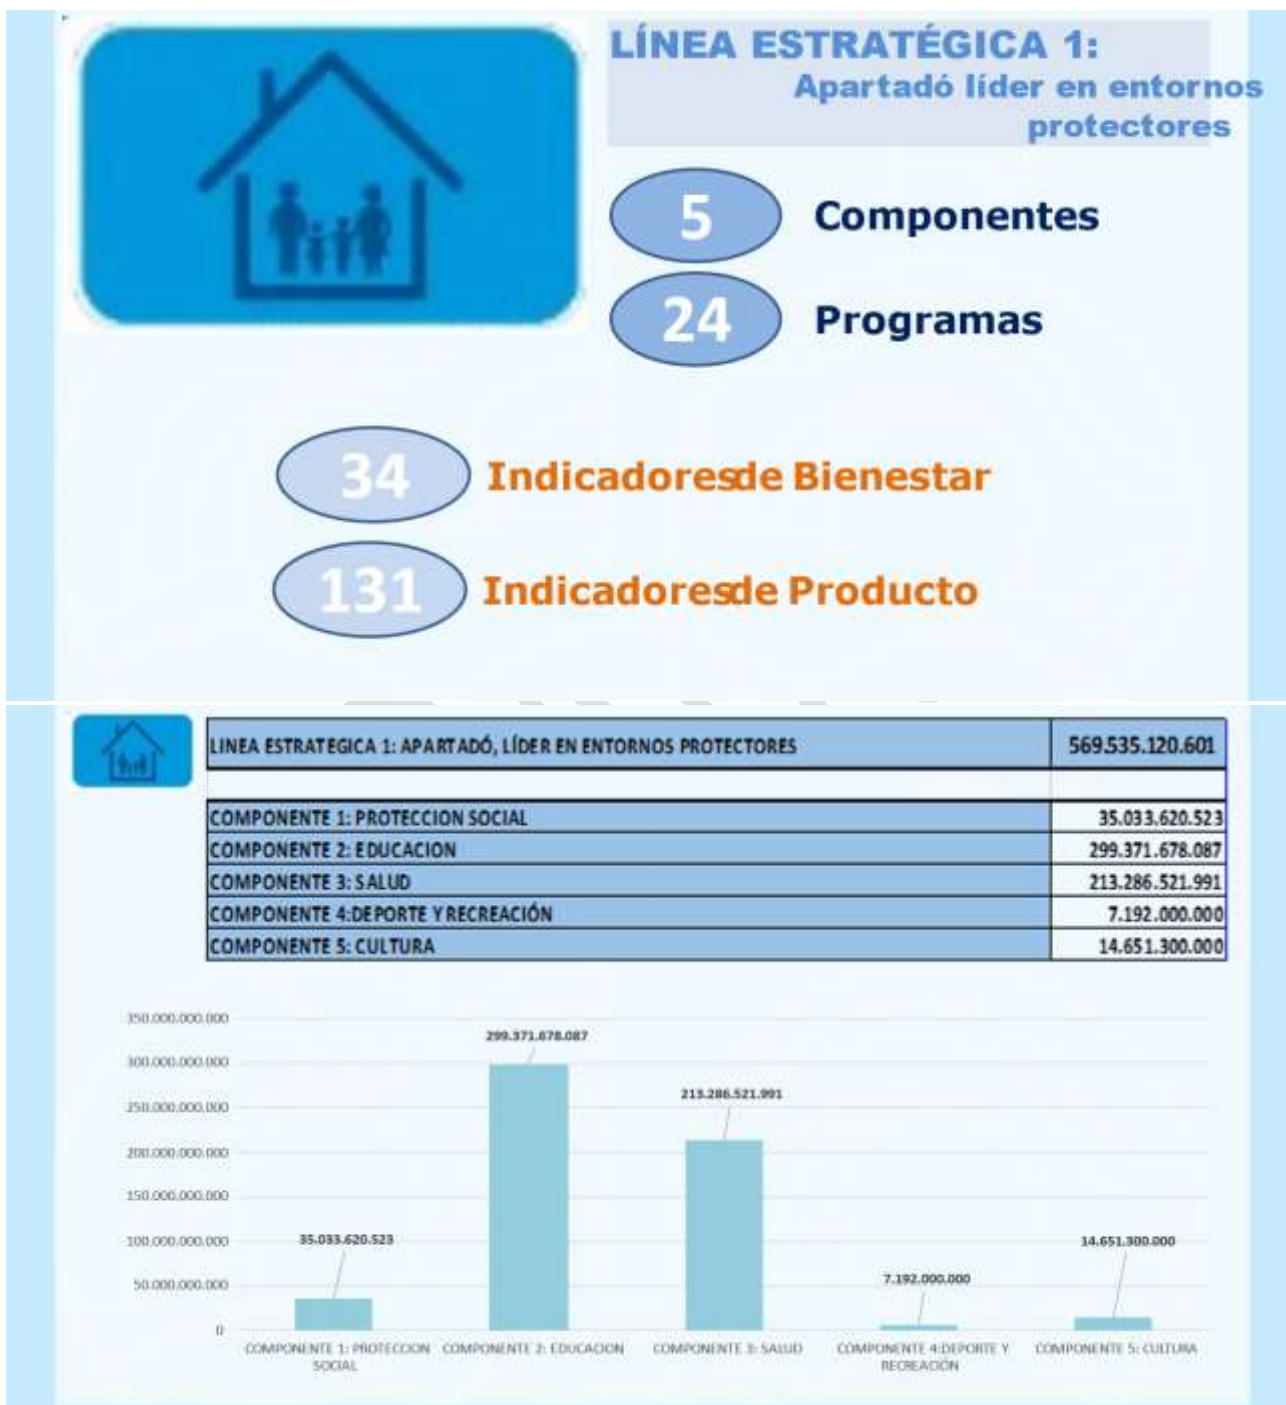 LÍNEA ESTRATÉGICA 1:
Apartadó líder en entornos
protectores
5 Componentes
24 Programas
34 Indicadoresde Bienestar
131 Indicadoresde Producto
LINEA ESTRATEGICA 1: APARTADÓ, LÍDER EN ENTORNOS PROTECTORES 569.535.120.601
COMPONENTE 1: PROTECCION SOCIAL 35.033.620.523
COMPONENTE 2: EDUCACION 299.371.678.087
COMPONENTE 3: SALUD 213.286.521.991
COMPONENTE 4:DEPORTE Y RECREACIÓN 7.192.000.000
COMPONENTE 5: CULTURA 14.651.300.000
350.000.000.000
299.371.678.087
300.000.000.000
213.286.521.991
250.000.000.000
200.000.000.000
150.000.000.000
100.000.000.000
35.033.620.523
14.651.300.000
7.192.000.000
50.000.000.000
0
COMPONENTE 1: PROTECCION SOCIAL
COMPONENTE 2: EDUCACION
COMPONENTE 3: SALUD
COMPONENTE 4:DEPORTE Y RECREACIÓN
COMPONENTE 5: CULTURA